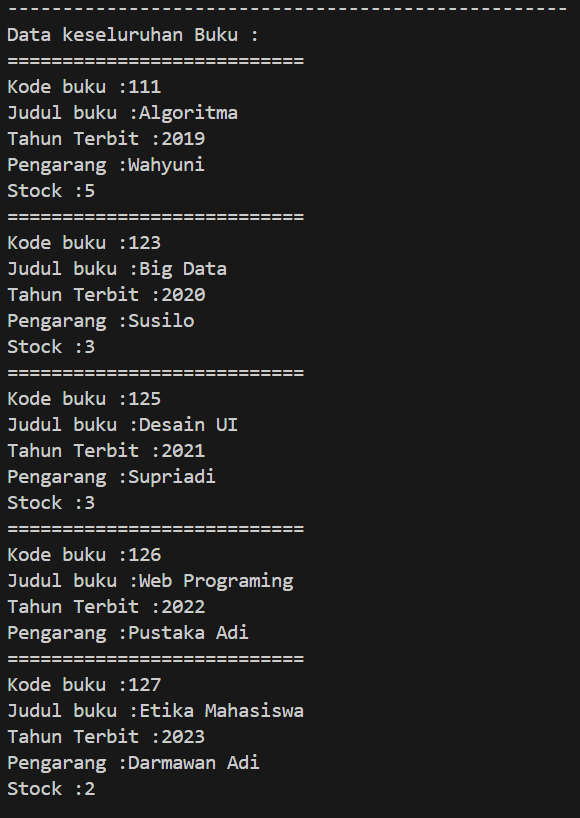 ---------------------------------------------------
Data keseluruhan Buku :
===========================
Kode buku :111
Judul buku :Algoritma
Tahun Terbit :2019
Pengarang :Wahyuni
Stock :5
===========================
Kode buku :123
Judul buku :Big Data
Tahun Terbit :2020
Pengarang :Susilo
Stock :3
===========================
Kode buku :125
Judul buku :Desain UI
Tahun Terbit :2021
Pengarang :Supriadi
Stock :3
===========================
Kode buku :126
Judul buku :Web Programing
Tahun Terbit :2022
Pengarang :Pustaka Adi
===========================
Kode buku :127
Judul buku :Etika Mahasiswa
Tahun Terbit :2023
Pengarang :Darmawan Adi
Stock :2